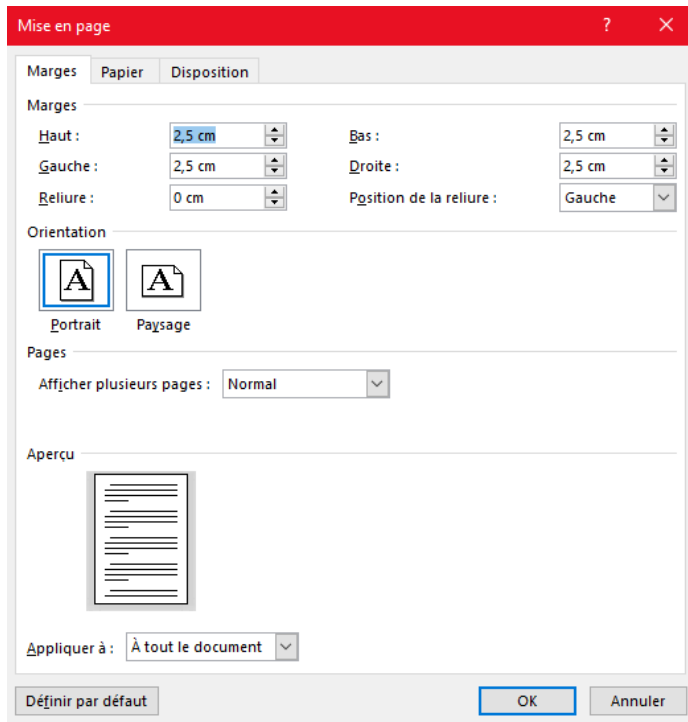 Mise en page ?
Marges Papier Disposition
Marges
Haut : 2,5 cm Bas : 2,5 cm
Gauche : 2,5 cm Droite : 2,5 cm
Reliure : 0 cm Position de la reliure : Gauche
Orientation
A A
Portrait Paysage
Pages
Afficher plusieurs pages : Normal
Aperçu
Appliquer à : À tout le document
Définir par défaut OK Annuler